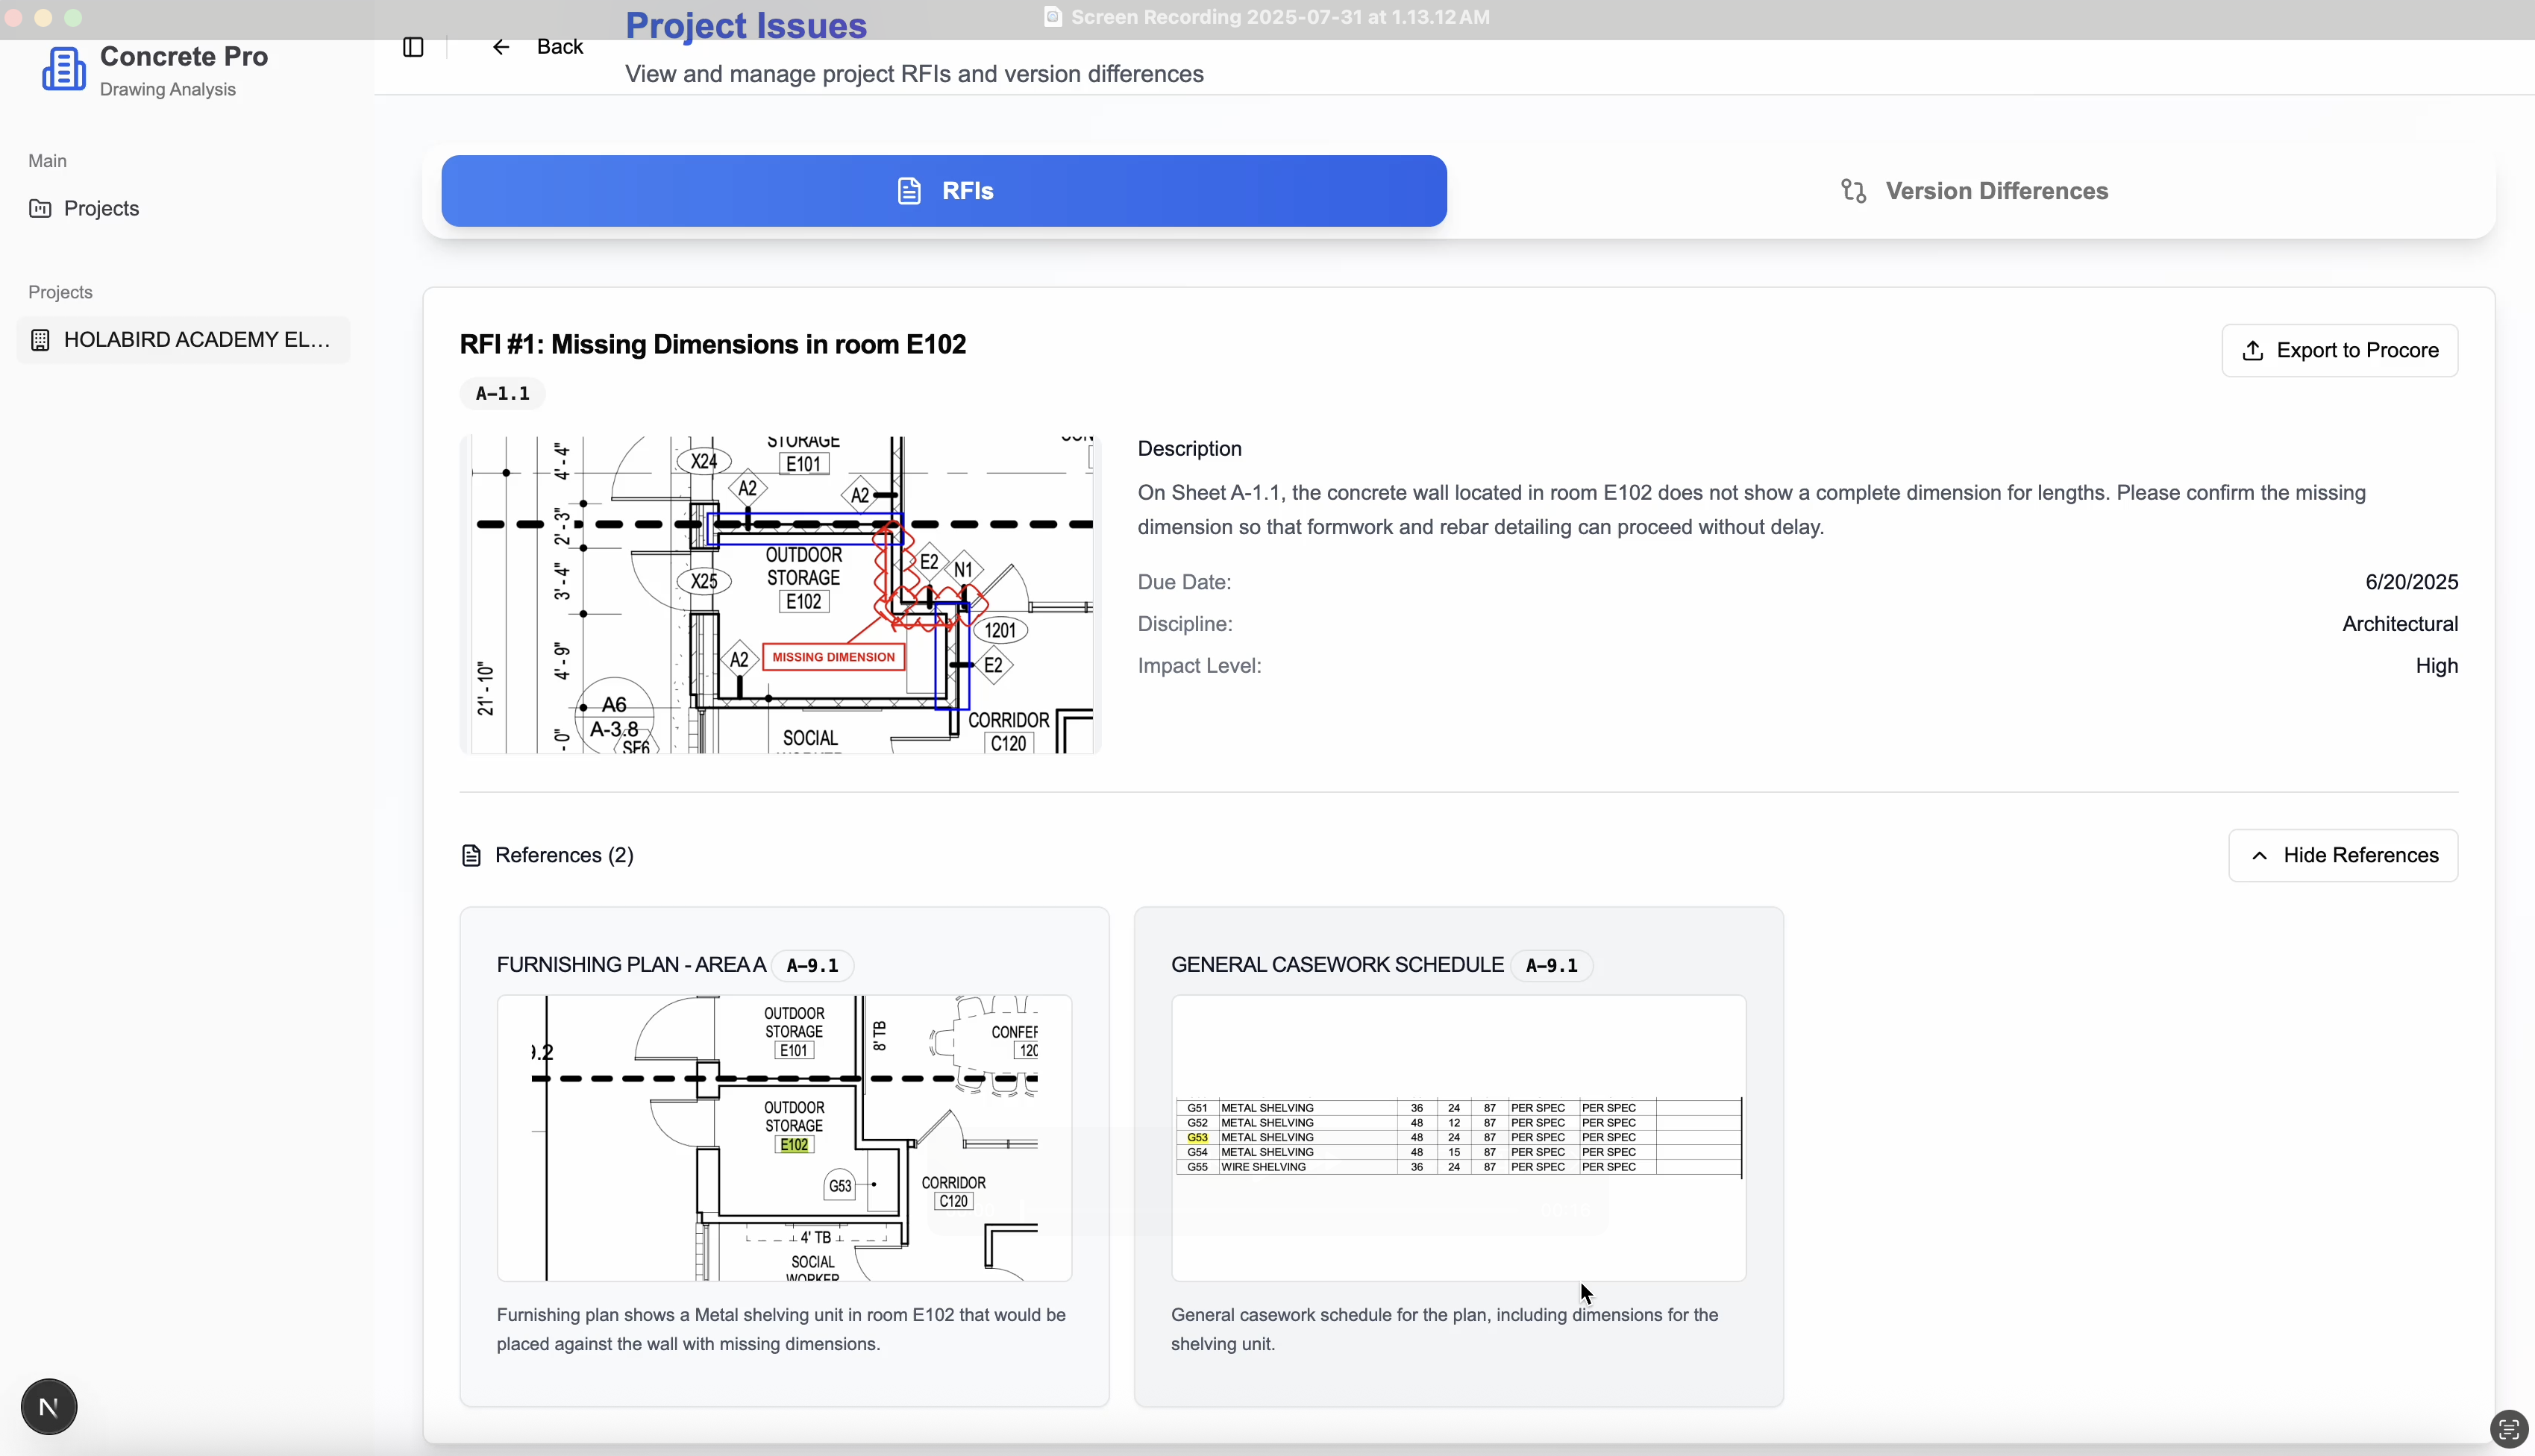 Screen Recording 2025-07-31 at 1.13.12 AM
Concrete Pro
Drawing Analysis
Main
Projects
Projects
HOLABIRD ACADEMY EL...
Back
Project Issues
View and manage project RFIs and version differences
RFIs
Version Differences
RFI #1: Missing Dimensions in room E102
Export to Procore
A-1.1
STORAGE
E101
X24
A2
A2
4'-4"
2'-3"
3'-4"
4'-9"
21'-10"
OUTDOOR
STORAGE
E102
X25
E2
N1
1201
E2
A2
MISSING DIMENSION
A6
A-3.8
SF6
SOCIAL
CORRIDOR
C120
Description
On Sheet A-1.1, the concrete wall located in room E102 does not show a complete dimension for lengths. Please confirm the missing
dimension so that formwork and rebar detailing can proceed without delay.
Due Date: 6/20/2025
Discipline: Architectural
Impact Level: High
References (2)
Hide References
FURNISHING PLAN - AREA A A-9.1
OUTDOOR
STORAGE
E101
8' TB
CONFER
120
9.2
OUTDOOR
STORAGE
E102
G53
CORRIDOR
C120
4' TB
SOCIAL
WORKER
Furnishing plan shows a Metal shelving unit in room E102 that would be
placed against the wall with missing dimensions.
GENERAL CASEWORK SCHEDULE A-9.1
G51 METAL SHELVING 36 24 87 PER SPEC PER SPEC
G52 METAL SHELVING 48 12 87 PER SPEC PER SPEC
G53 METAL SHELVING 48 24 87 PER SPEC PER SPEC
G54 METAL SHELVING 48 15 87 PER SPEC PER SPEC
G55 WIRE SHELVING 36 24 87 PER SPEC PER SPEC
General casework schedule for the plan, including dimensions for the
shelving unit.
N